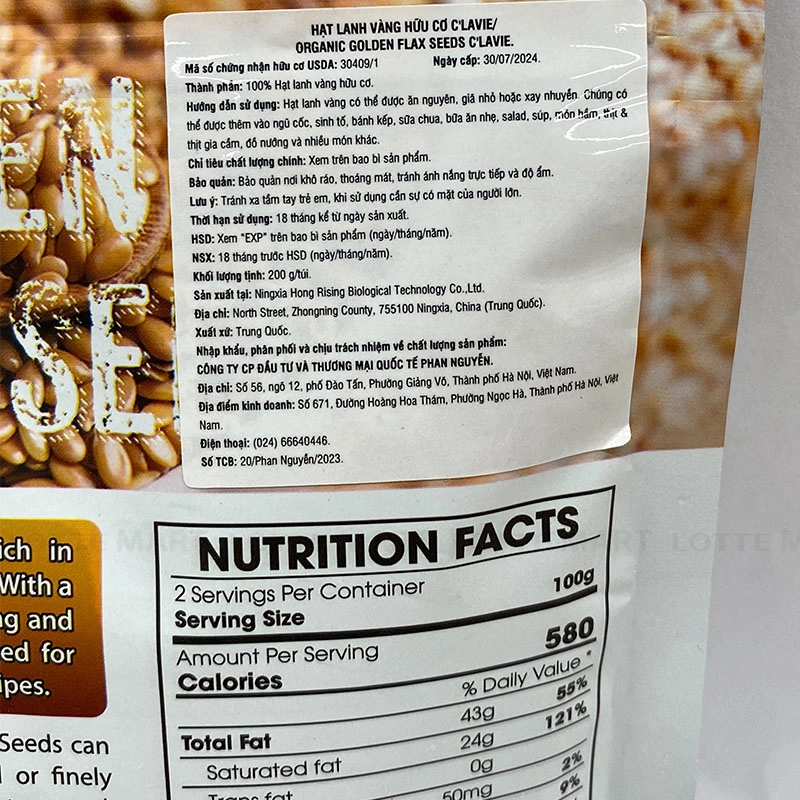 HẠT LANH VÀNG HỮU CƠ C'LAVIE/
ORGANIC GOLDEN FLAX SEEDS C'LAVIE.
Mã số chứng nhận hữu cơ USDA: 30409/1 Ngày cấp: 30/07/2024.
Thành phần: 100% Hạt lanh vàng hữu cơ.
Hướng dẫn sử dụng: Hạt lanh vàng có thể được ăn nguyên, giã nhỏ hoặc xay nhuyễn. Chúng có
thể được thêm vào ngũ cốc, sinh tố, bánh kếp, sữa chua, bữa ăn nhẹ, salad, súp, món hầm, thịt &
thịt gia cầm, đồ nướng và nhiều món khác.
Chỉ tiêu chất lượng chính: Xem trên bao bì sản phẩm.
Bảo quản: Bảo quản nơi khô ráo, thoáng mát, tránh ánh nắng trực tiếp và độ ẩm.
Lưu ý: Tránh xa tầm tay trẻ em, khi sử dụng cần sự có mặt của người lớn.
Thời hạn sử dụng: 18 tháng kể từ ngày sản xuất.
HSD: Xem "EXP" trên bao bì sản phẩm (ngày/tháng/năm).
NSX: 18 tháng trước HSD (ngày/tháng/năm).
Khối lượng tịnh: 200 g/túi.
Sản xuất tại: Ningxia Hong Rising Biological Technology Co.,Ltd.
Địa chỉ: North Street, Zhongning County, 755100 Ningxia, China (Trung Quốc).
Xuất xứ: Trung Quốc.
Nhập khẩu, phân phối và chịu trách nhiệm về chất lượng sản phẩm:
CÔNG TY CP ĐẦU TƯ VÀ THƯƠNG MẠI QUỐC TẾ PHAN NGUYỄN.
Địa chỉ: Số 56, ngõ 12, phố Đào Tấn, Phường Giảng Võ, Thành phố Hà Nội, Việt Nam.
Địa điểm kinh doanh: Số 671, Đường Hoàng Hoa Thám, Phường Ngọc Hà, Thành phố Hà Nội, Việt
Nam.
Điện thoại: (024) 66640446.
Số TCB: 20/Phan Nguyễn/2023.
EN
SE
ich in
With a
ng and
ed for
ipes.
Seeds can
or finely
NUTRITION FACTS
2 Servings Per Container
Serving Size 100g
Amount Per Serving
Calories 580
% Daily Value *
Total Fat 43g 55%
Saturated fat 24g 121%
Trans fat 0g
50mg 2%
9%
LOTTE MART LOTTE M